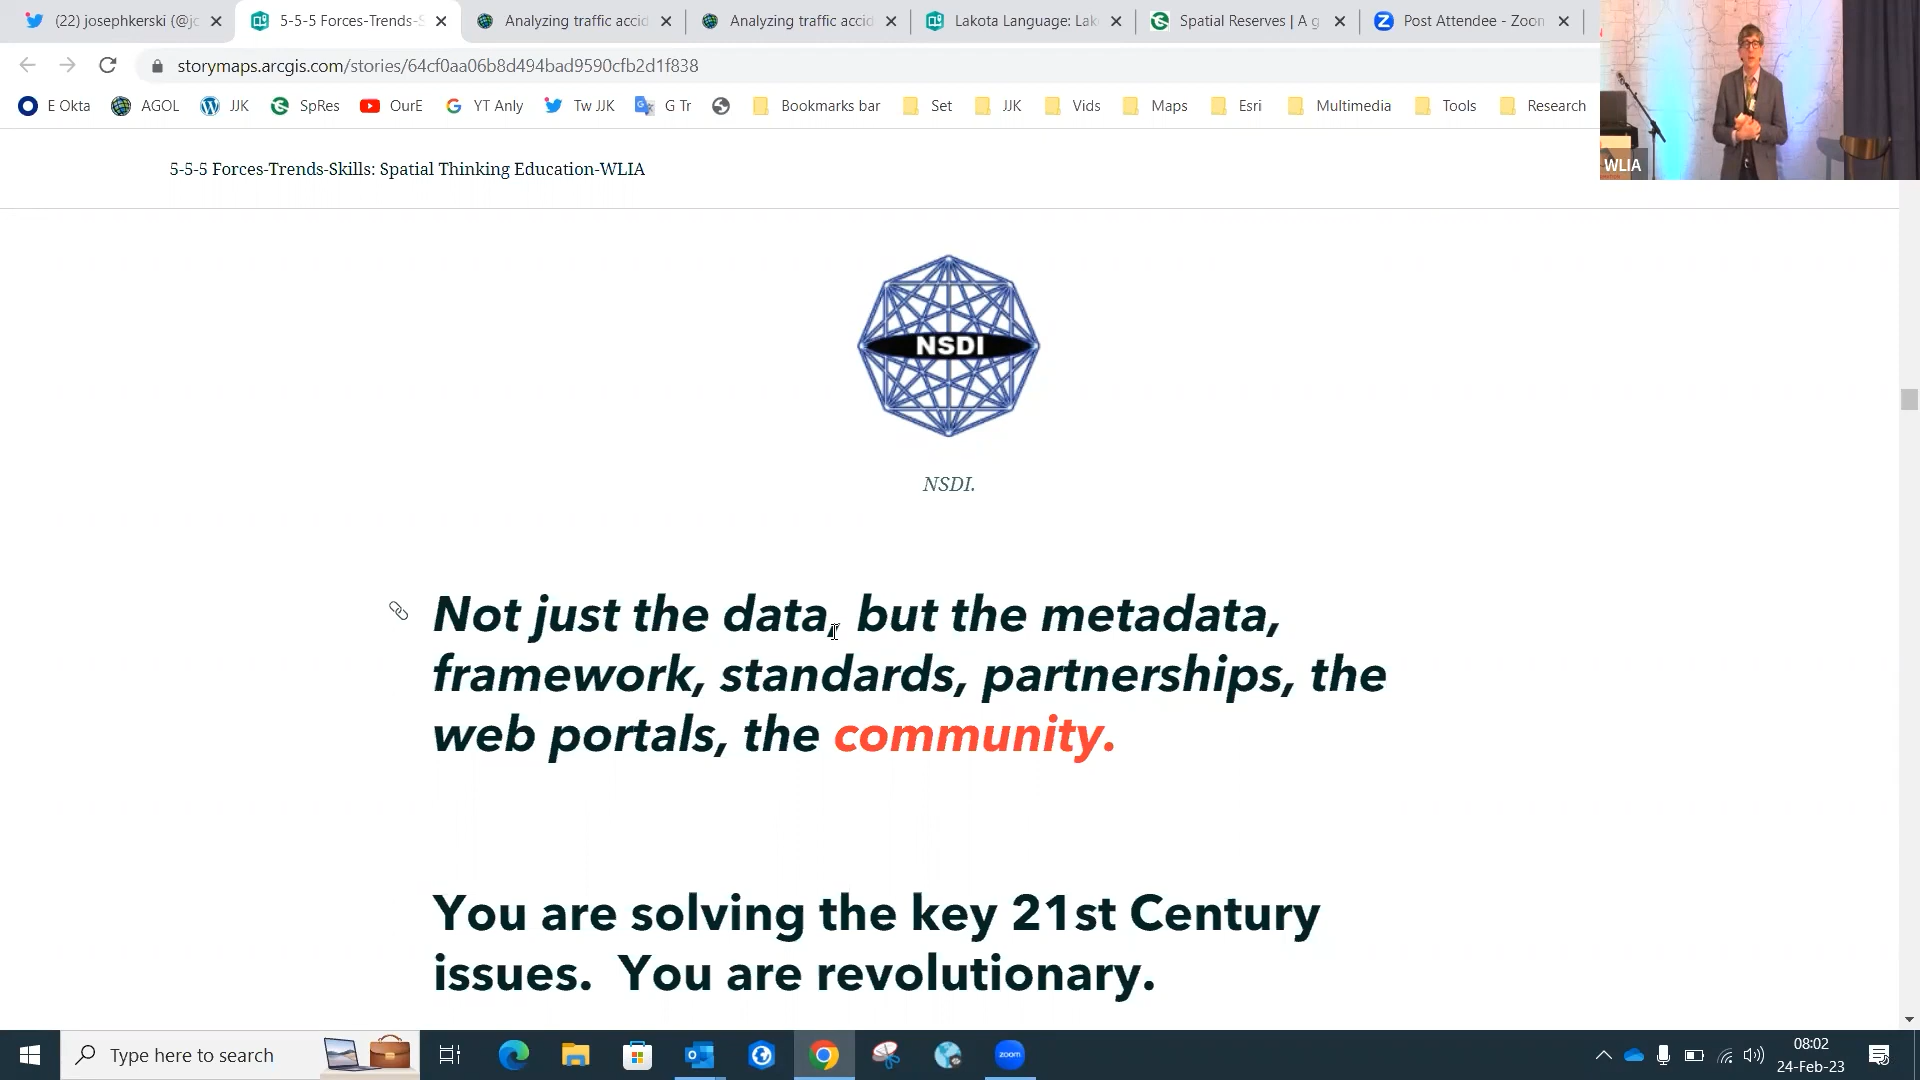 (22) josephkerski (@jc
5-5-5 Forces-Trends-S
Analyzing traffic accid
Analyzing traffic accid
Lakota Language: Lak
Spatial Reserves | A g
Post Attendee - Zoom
storymaps.arcgis.com/stories/64cf0aa06b8d494bad9590cfb2d1f838
E Okta
AGOL
JJK
SpRes
OurE
YT Anly
Tw JJK
G Tr
Bookmarks bar
Set
JJK
Vids
Maps
Esri
Multimedia
Tools
Research
WLIA
5-5-5 Forces-Trends-Skills: Spatial Thinking Education-WLIA
NSDI
NSDI.
Not just the data, but the metadata,
framework, standards, partnerships, the
web portals, the community.
You are solving the key 21st Century
issues. You are revolutionary.
Type here to search
zoom
08:02
24-Feb-23